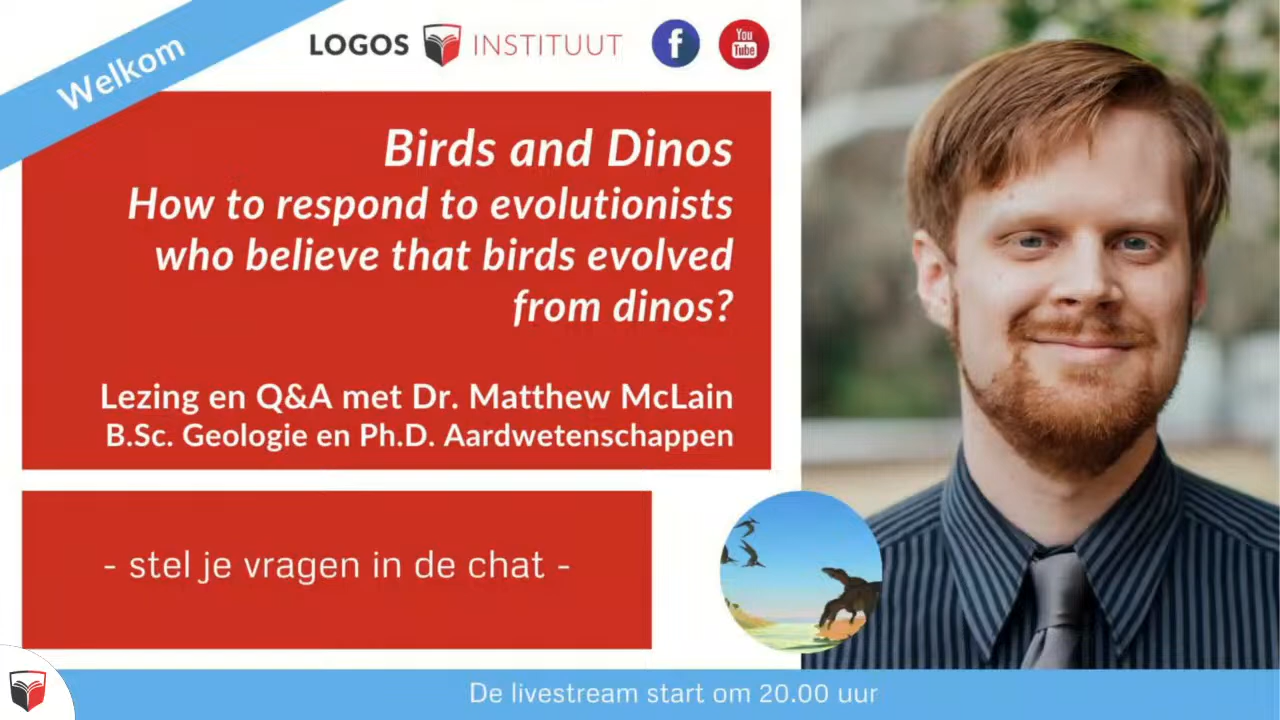 Welkom
LOGOS INSTITUUT
You
Tube
Birds and Dinos
How to respond to evolutionists
who believe that birds evolved
from dinos?
Lezing en Q&A met Dr. Matthew McLain
B.Sc. Geologie en Ph.D. Aardwetenschappen
- stel je vragen in de chat -
De livestream start om 20.00 uur